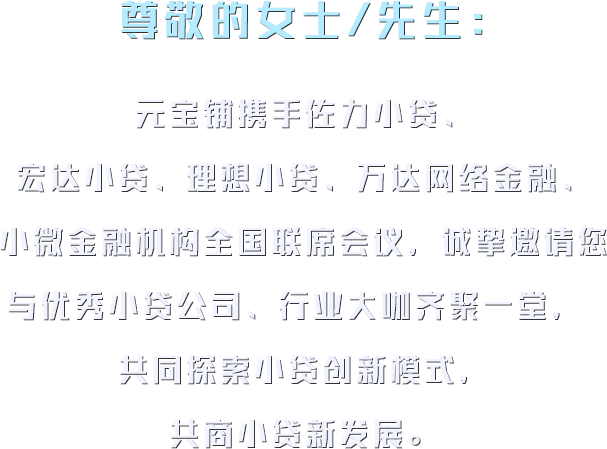 尊敬的女士/先生：
元宝铺携手佐力小贷、
宏达小贷、理想小贷、万达网络金融、
小微金融机构全国联席会议，诚挚邀请您
与优秀小贷公司、行业大咖齐聚一堂，
共同探索小贷创新模式，
共商小贷新发展。